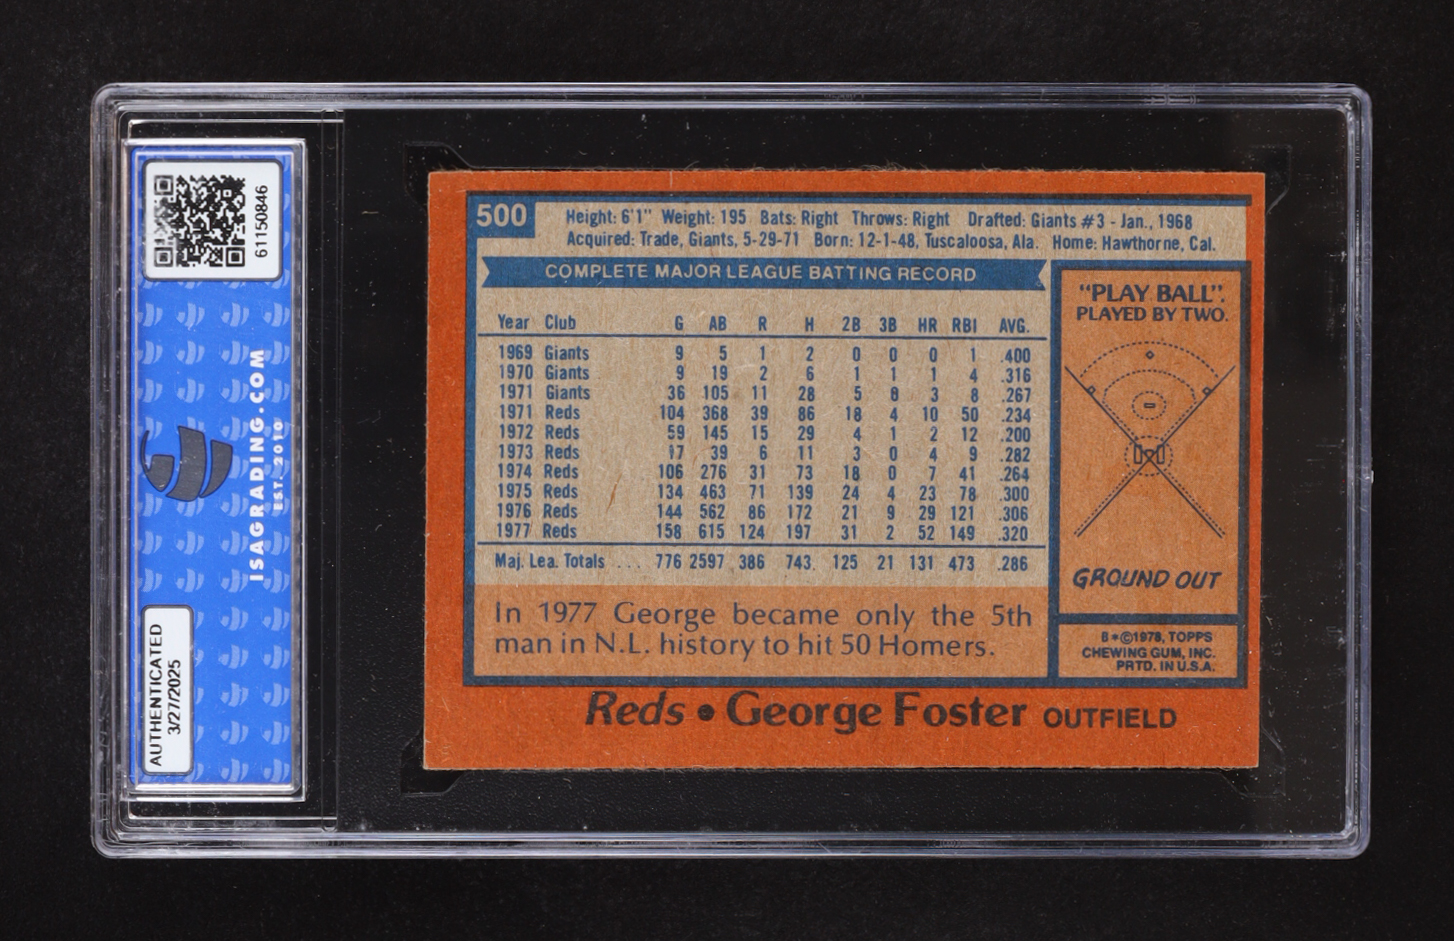 61150846
ISAGRADING.COM
EST. 2010
AUTHENTICATED
3/27/2025
500
Height: 6'1" Weight: 195 Bats: Right Throws: Right Drafted: Giants #3 - Jan., 1968
Acquired: Trade, Giants, 5-29-71 Born: 12-1-48, Tuscaloosa, Ala. Home: Hawthorne, Cal.
COMPLETE MAJOR LEAGUE BATTING RECORD
Year Club G AB R H 2B 3B HR RBI AVG.
1969 Giants 9 5 1 2 0 0 0 1 .400
1970 Giants 9 19 2 6 1 1 1 4 .316
1971 Giants 36 105 11 28 5 0 3 8 .267
1971 Reds 104 368 39 86 18 4 10 50 .234
1972 Reds 59 145 15 29 4 1 2 12 .200
1973 Reds 17 39 6 11 3 0 4 9 .282
1974 Reds 106 276 31 73 18 0 7 41 .264
1975 Reds 134 463 71 139 24 4 23 78 .300
1976 Reds 144 562 86 172 21 9 29 121 .306
1977 Reds 158 615 124 197 31 2 52 149 .320
Maj. Lea. Totals .... 776 2597 386 743 125 21 131 473 .286
In 1977 George became only the 5th
man in N.L. history to hit 50 Homers.
"PLAY BALL".
PLAYED BY TWO.
GROUND OUT
B*©1978, TOPPS
CHEWING GUM, INC.
PRTD. IN U.S.A.
Reds • George Foster OUTFIELD